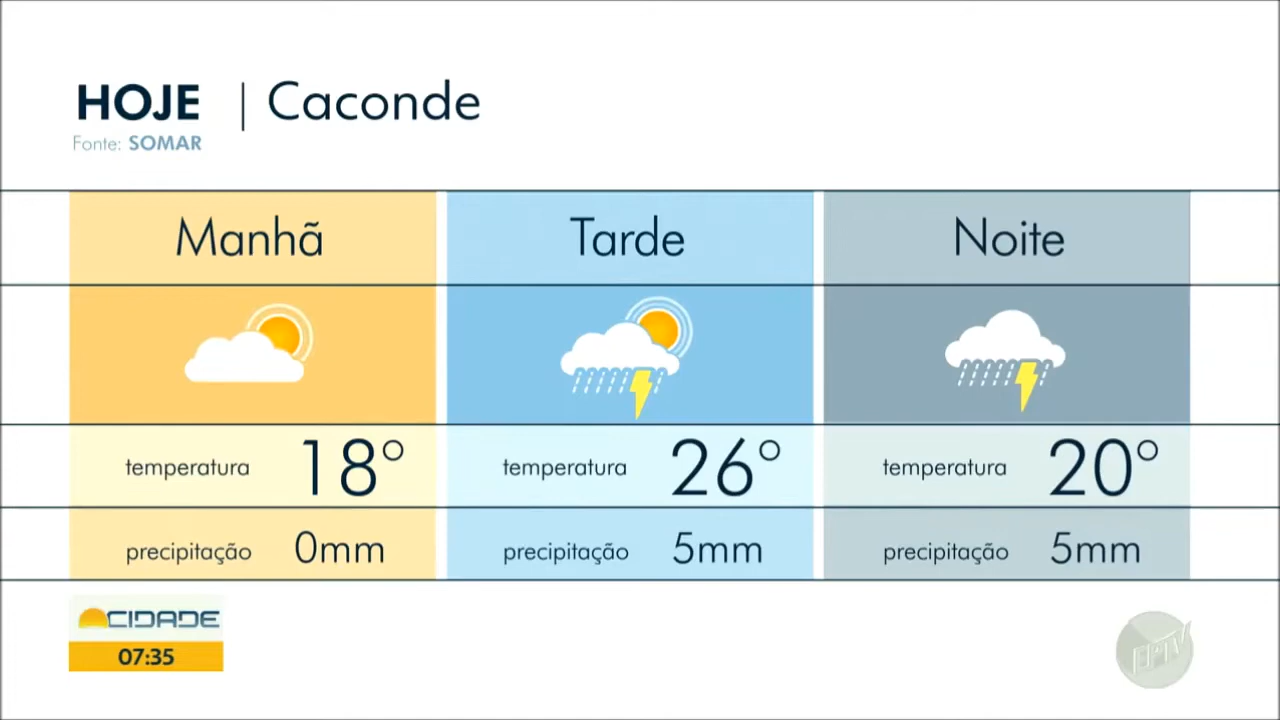 HOJE | Caconde
Fonte: SOMAR
Manhã Tarde Noite
temperatura 18° temperatura 26° temperatura 20°
precipitação 0mm precipitação 5mm precipitação 5mm
CIDADE
07:35
EPTV